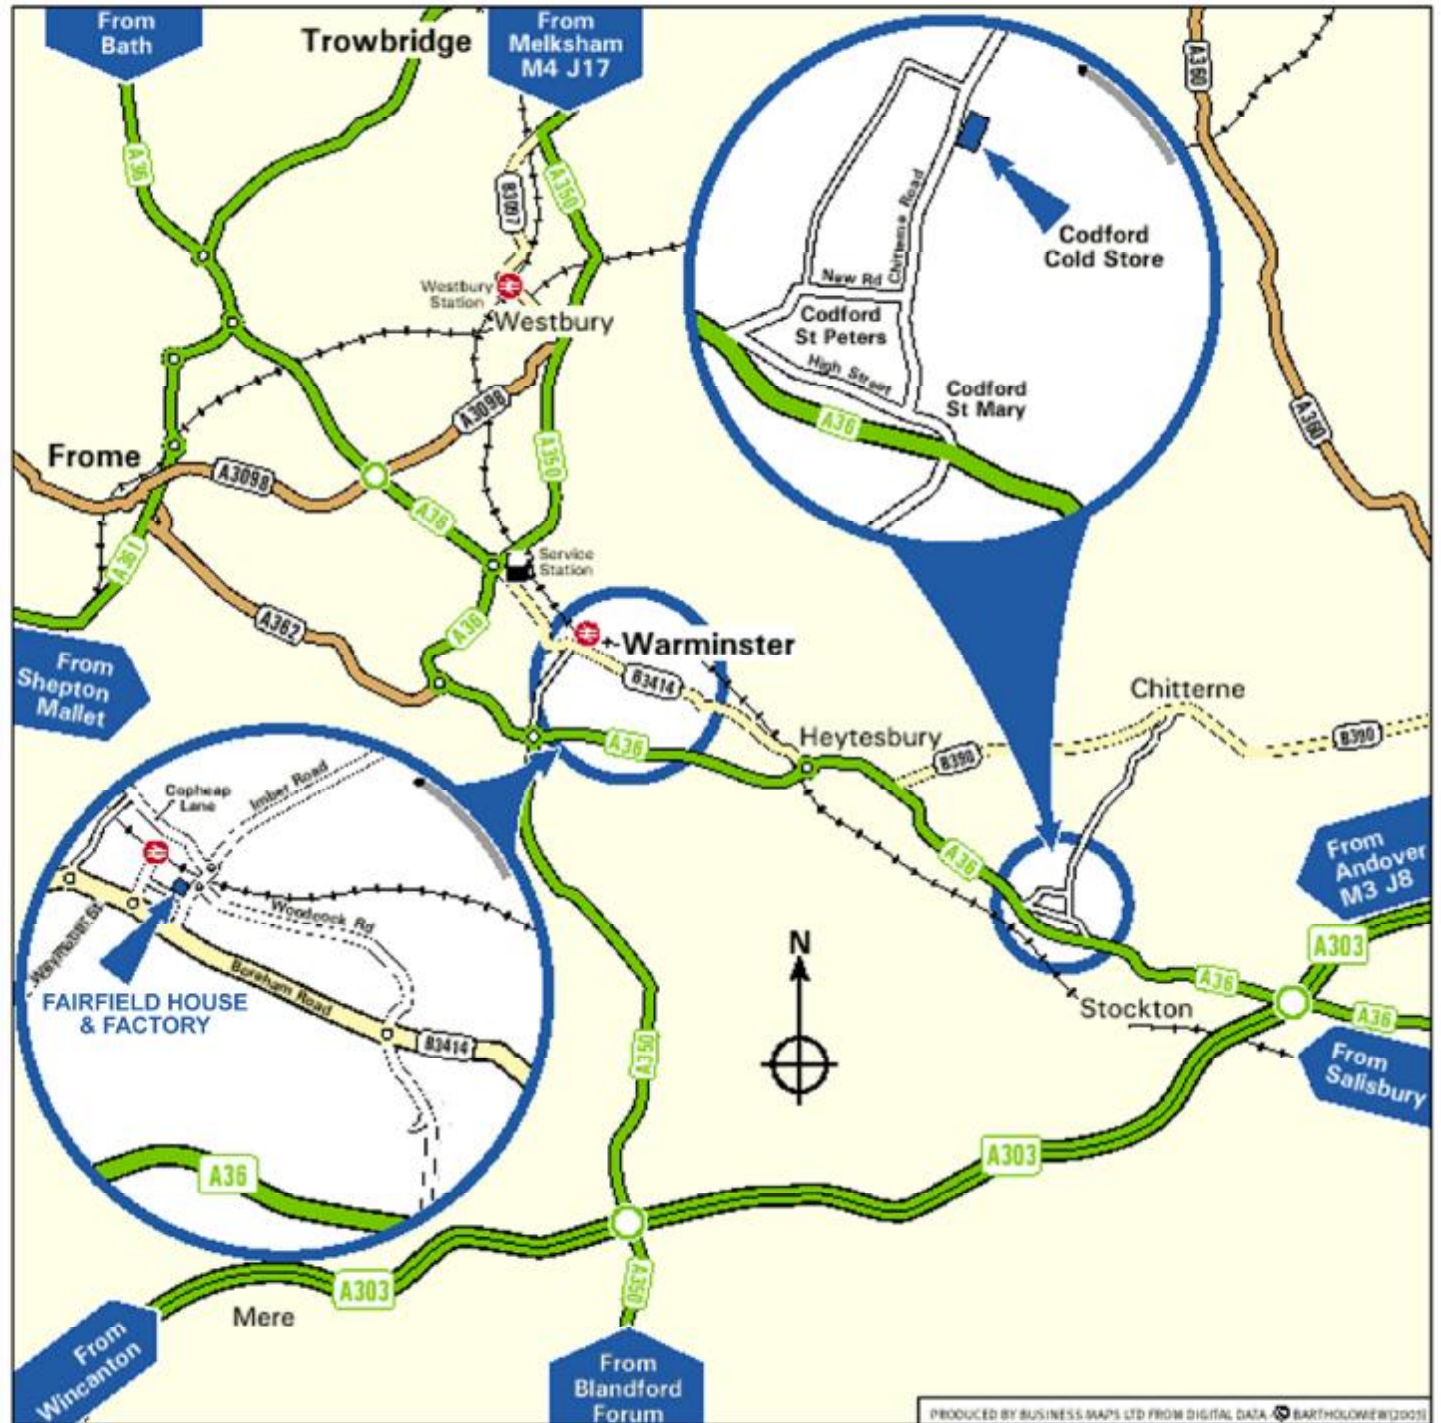 From
Bath
Trowbridge
From
Melksham
M4 J17
A360
A36
A350
B3097
Chitterne Road
Codford
Cold Store
Westbury
Station
Westbury
New Rd
Codford
St Peters
High Street
Codford
St Mary
A36
A3098
A360
Frome
A3098
A350
A36
A361
Service
Station
A362
A36
Warminster
B3414
From
Shepton
Mallet
Chitterne
Heytesbury
B390
B390
A36
Copheap
Lane
Imber Road
Woodcock Rd
Boreham Road
B3414
FAIRFIELD HOUSE
& FACTORY
A36
A36
From
Andover
M3 J8
A303
N
A36
Stockton
A36
From
Salisbury
A350
A303
A303
Mere
A350
From
Wincanton
From
Blandford
Forum
PRODUCED BY BUSINESS MAPS LTD FROM DIGITAL DATA - BARTHOLOMEW(2005)